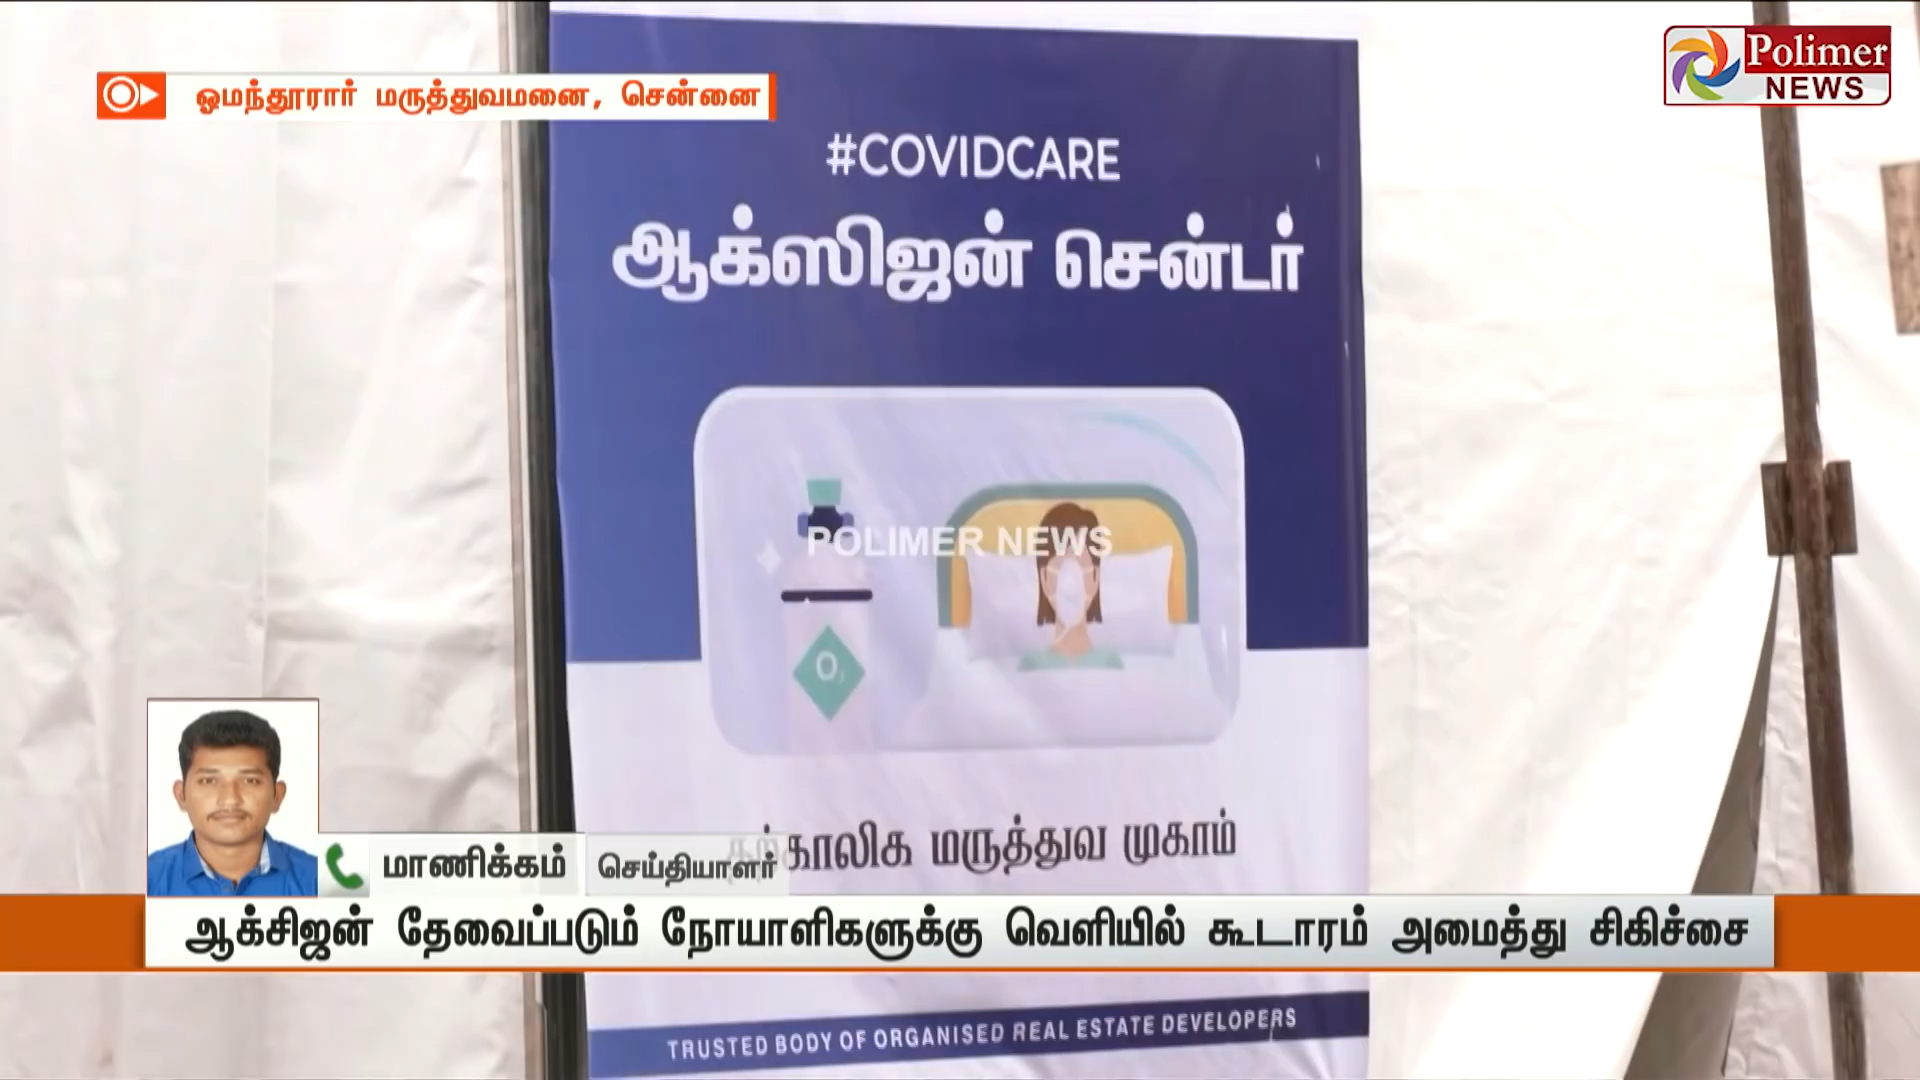 ஓமந்தூரார் மருத்துவமனை, சென்னை
Polimer
NEWS
#COVIDCARE
ஆக்ஸிஜன் சென்டர்
POLIMER NEWS
O₂
தற்காலிக மருத்துவ முகாம்
மாணிக்கம் செய்தியாளர்
ஆக்சிஜன் தேவைப்படும் நோயாளிகளுக்கு வெளியில் கூடாரம் அமைத்து சிகிச்சை
TRUSTED BODY OF ORGANISED REAL ESTATE DEVELOPERS